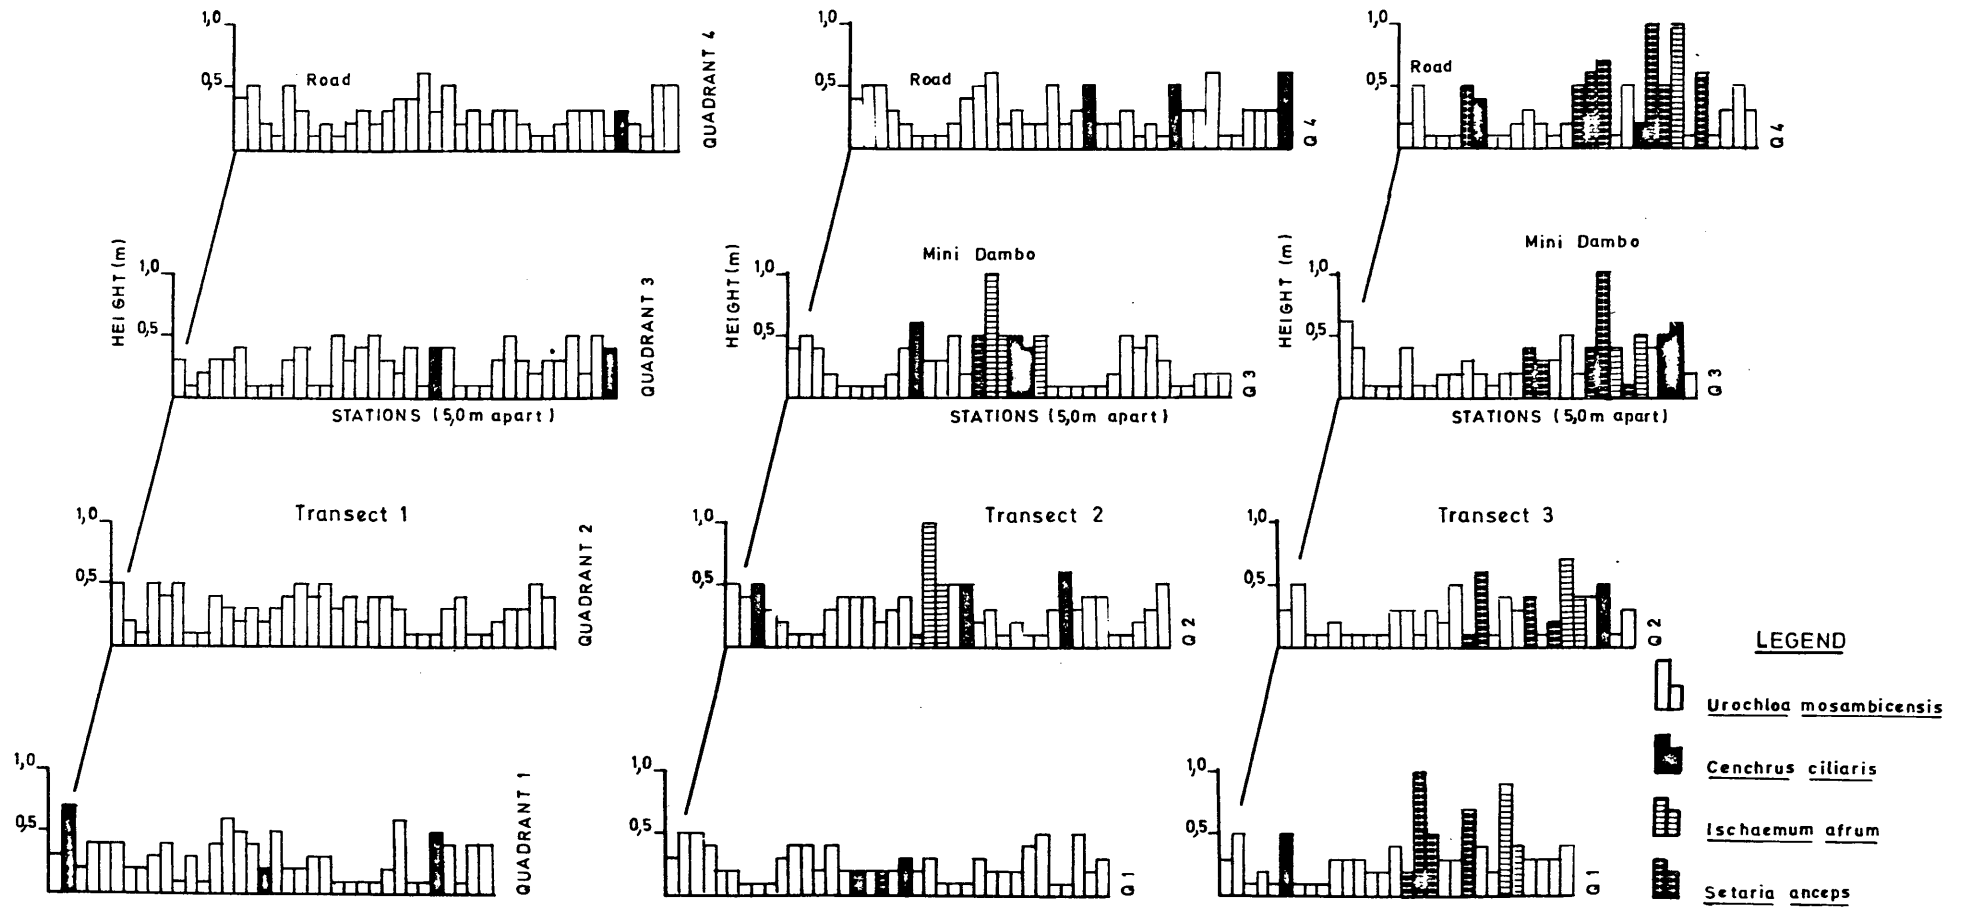 1,0
0,5
Road
QUADRANT 4
1,0
0,5
Road
Q 4
1,0
0,5
Road
Q 4
HEIGHT (m)
1,0
0,5
QUADRANT 3
STATIONS (5,0m apart)
HEIGHT (m)
1,0
0,5
Mini Dambo
Q 3
STATIONS (5,0m apart)
HEIGHT (m)
1,0
0,5
Mini Dambo
Q 3
STATIONS (5,0m apart)
1,0
0,5
Transect 1
QUADRANT 2
1,0
0,5
Transect 2
Q 2
1,0
0,5
Transect 3
Q 2
1,0
0,5
QUADRANT 1
1,0
0,5
Q 1
1,0
0,5
Q 1
LEGEND
Urochloa mosambicensis
Cenchrus ciliaris
Ischaemum afrum
Setaria anceps